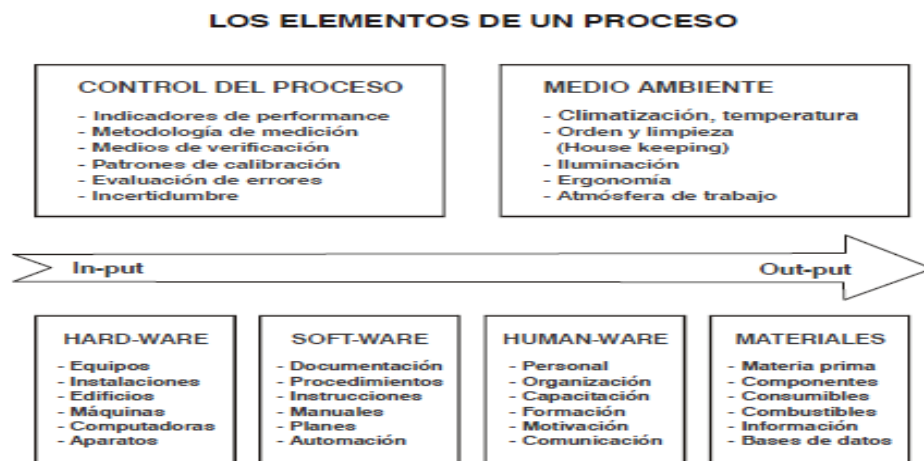 LOS ELEMENTOS DE UN PROCESO
CONTROL DEL PROCESO
- Indicadores de performance
- Metodología de medición
- Medios de verificación
- Patrones de calibración
- Evaluación de errores
- Incertidumbre
MEDIO AMBIENTE
- Climatización, temperatura
- Orden y limpieza
(House keeping)
- Iluminación
- Ergonomía
- Atmósfera de trabajo
In-put
Out-put
HARD-WARE
- Equipos
- Instalaciones
- Edificios
- Máquinas
- Computadoras
- Aparatos
SOFT-WARE
- Documentación
- Procedimientos
- Instrucciones
- Manuales
- Planes
- Automación
HUMAN-WARE
- Personal
- Organización
- Capacitación
- Formación
- Motivación
- Comunicación
MATERIALES
- Materia prima
- Componentes
- Consumibles
- Combustibles
- Información
- Bases de datos